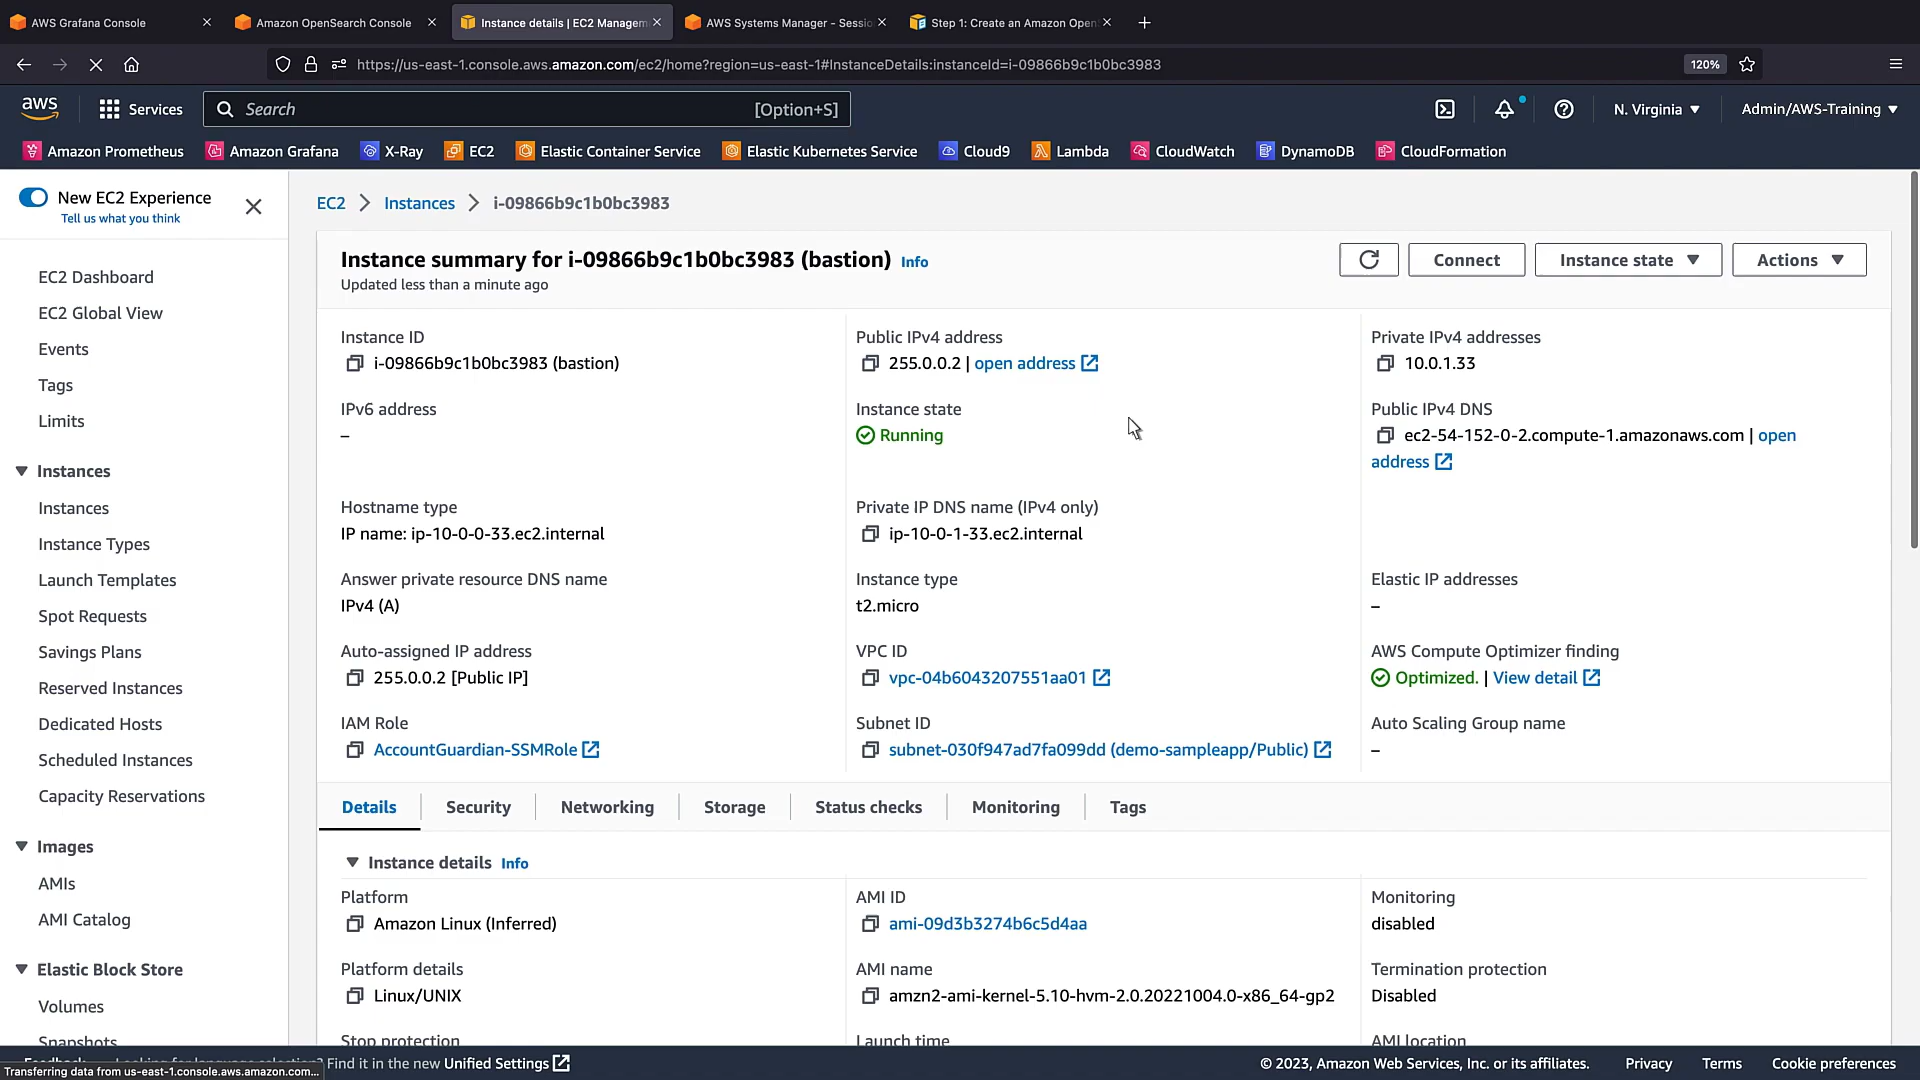 AWS Grafana Console
Amazon OpenSearch Console
Instance details | EC2 Managem
AWS Systems Manager - Sessio
Step 1: Create an Amazon Open
https://us-east-1.console.aws.amazon.com/ec2/home?region=us-east-1#InstanceDetails:instanceId=i-09866b9c1b0bc3983
120%
aws
Services
Search
[Option+S]
N. Virginia
Admin/AWS-Training
Amazon Prometheus
Amazon Grafana
X-Ray
EC2
Elastic Container Service
Elastic Kubernetes Service
Cloud9
Lambda
CloudWatch
DynamoDB
CloudFormation
New EC2 Experience
Tell us what you think
EC2 Dashboard
EC2 Global View
Events
Tags
Limits
Instances
Instances
Instance Types
Launch Templates
Spot Requests
Savings Plans
Reserved Instances
Dedicated Hosts
Scheduled Instances
Capacity Reservations
Images
AMIs
AMI Catalog
Elastic Block Store
Volumes
Snapshots
EC2 > Instances > i-09866b9c1b0bc3983
Instance summary for i-09866b9c1b0bc3983 (bastion) Info
Updated less than a minute ago
Connect
Instance state
Actions
Instance ID
i-09866b9c1b0bc3983 (bastion)
Public IPv4 address
255.0.0.2 | open address
Private IPv4 addresses
10.0.1.33
IPv6 address
–
Instance state
Running
Public IPv4 DNS
ec2-54-152-0-2.compute-1.amazonaws.com | open
address
Hostname type
IP name: ip-10-0-0-33.ec2.internal
Private IP DNS name (IPv4 only)
ip-10-0-1-33.ec2.internal
Answer private resource DNS name
IPv4 (A)
Instance type
t2.micro
Elastic IP addresses
–
Auto-assigned IP address
255.0.0.2 [Public IP]
VPC ID
vpc-04b6043207551aa01
AWS Compute Optimizer finding
Optimized. | View detail
IAM Role
AccountGuardian-SSMRole
Subnet ID
subnet-030f947ad7fa099dd (demo-sampleapp/Public)
Auto Scaling Group name
–
Details
Security
Networking
Storage
Status checks
Monitoring
Tags
Instance details Info
Platform
Amazon Linux (Inferred)
AMI ID
ami-09d3b3274b6c5d4aa
Monitoring
disabled
Platform details
Linux/UNIX
AMI name
amzn2-ami-kernel-5.10-hvm-2.0.20221004.0-x86_64-gp2
Termination protection
Disabled
Stop protection
Launch time
AMI location
Find it in the new Unified Settings
© 2023, Amazon Web Services, Inc. or its affiliates.
Privacy
Terms
Cookie preferences
Transferring data from us-east-1.console.aws.amazon.com...